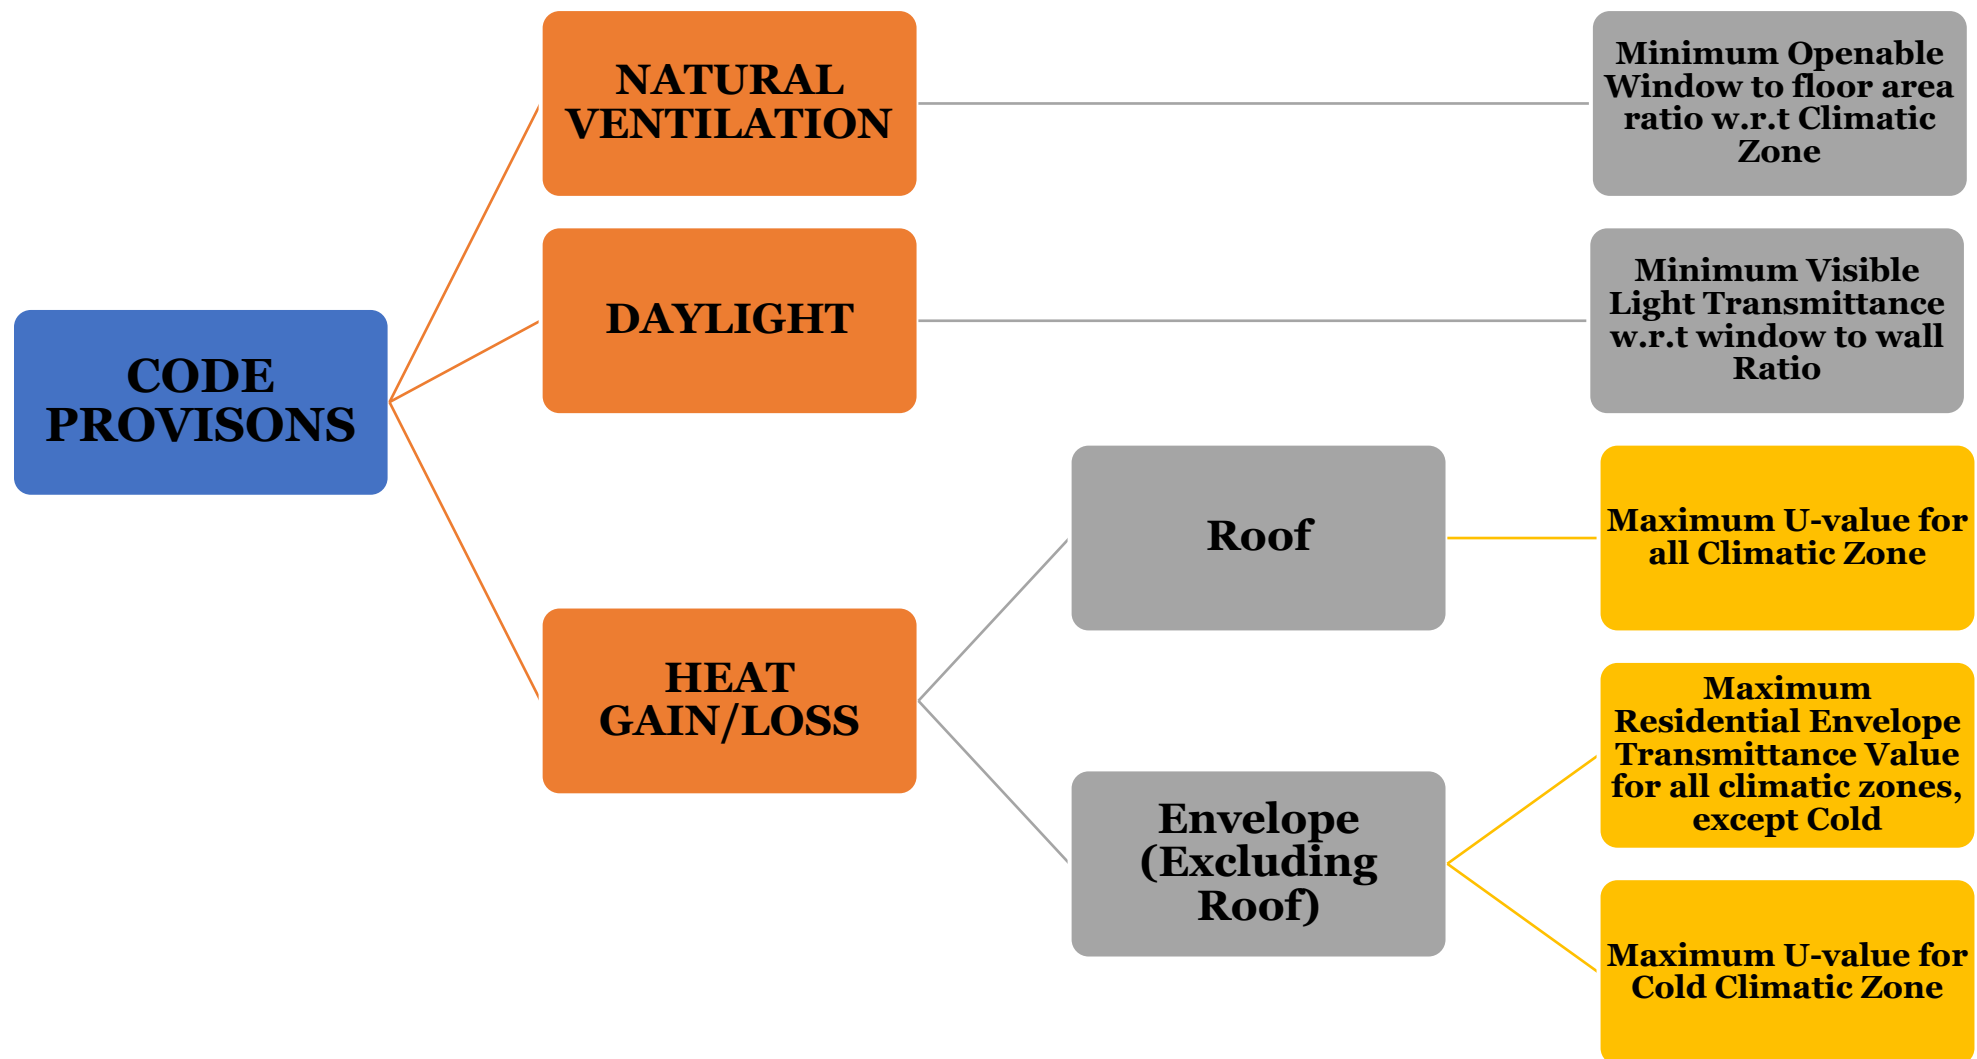 NATURAL
VENTILATION
Minimum Openable
Window to floor area
ratio w.r.t Climatic
Zone
DAYLIGHT
Minimum Visible
Light Transmittance
w.r.t window to wall
Ratio
CODE
PROVISONS
Roof
Maximum U-value for
all Climatic Zone
HEAT
GAIN/LOSS
Maximum
Residential Envelope
Transmittance Value
for all climatic zones,
except Cold
Envelope
(Excluding
Roof)
Maximum U-value for
Cold Climatic Zone